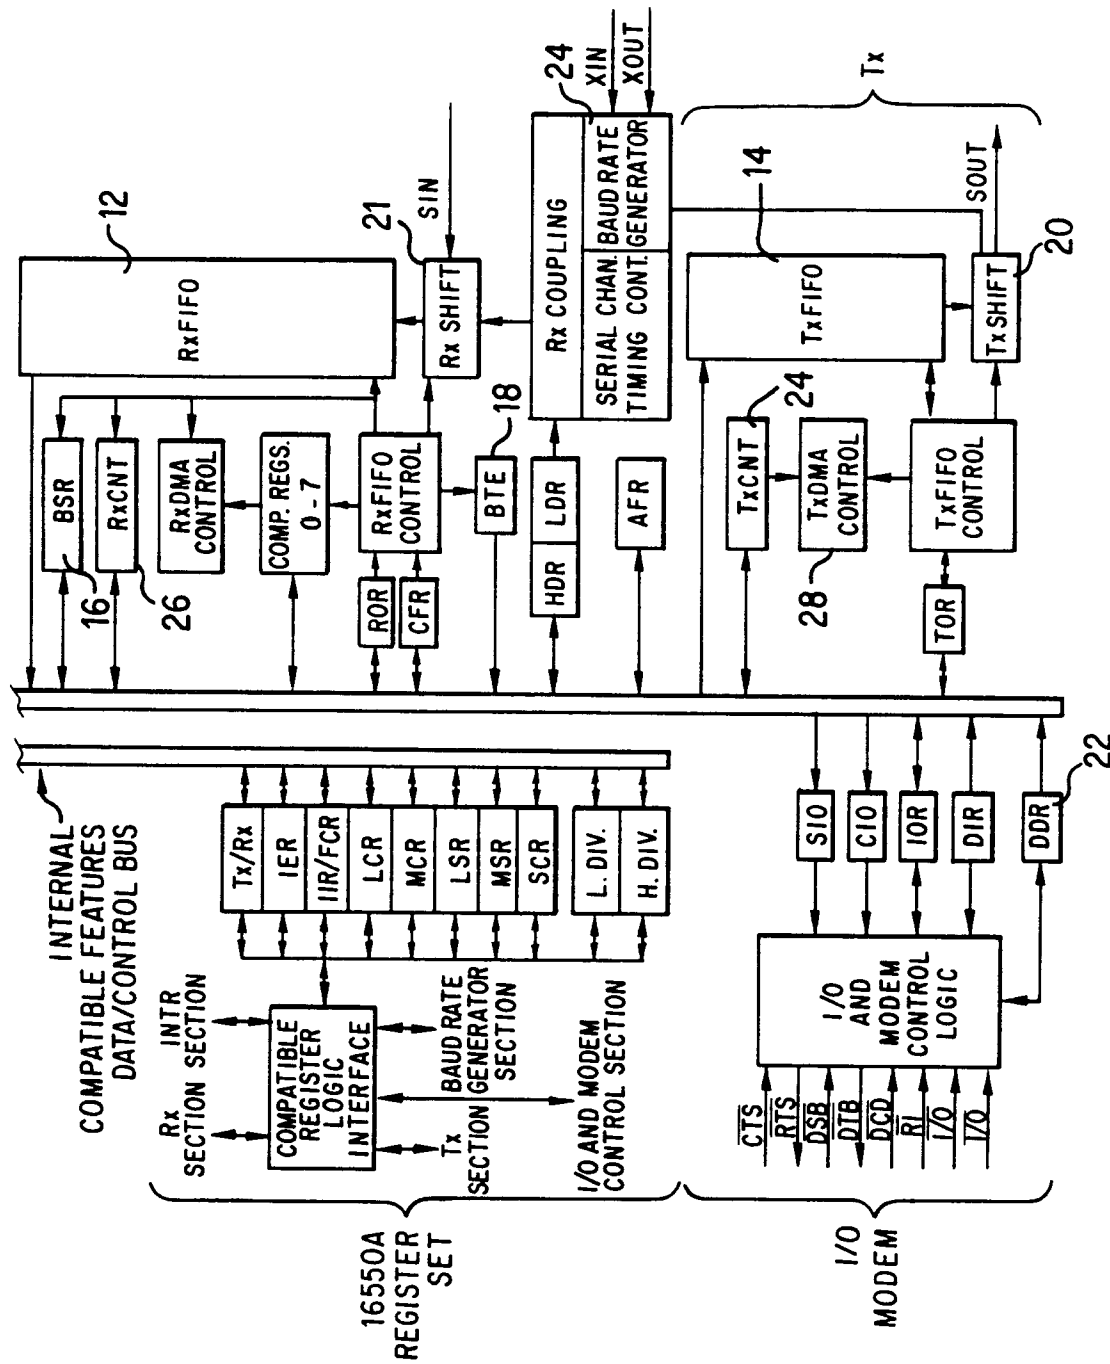 INTERNAL
COMPATIBLE FEATURES
DATA/CONTROL BUS
Rx
SECTION
INTR
SECTION
COMPATIBLE
REGISTER
LOGIC
INTERFACE
Tx
SECTION
BAUD RATE
GENERATOR
SECTION
I/O AND MODEM
CONTROL SECTION
16550A
REGISTER
SET
Tx/Rx
IER
IIR/FCR
LCR
MCR
LSR
MSR
SCR
L. DIV.
H. DIV.
I/O
MODEM
CTS
RTS
DSB
DTB
DCD
RI
I/O
I/O
I/O
AND
MODEM
CONTROL
LOGIC
SIO
CIO
IOR
DIR
DDR
22
BSR
16
RxCNT
26
RxDMA
CONTROL
COMP. REGS.
0-7
ROR
CFR
RxFIFO
CONTROL
BTE
18
HDR
LDR
AFR
RxFIFO
12
Rx SHIFT
21
SIN
Rx COUPLING
SERIAL CHAN.
TIMING CONT.
BAUD RATE
GENERATOR
24
XIN
XOUT
TxCNT
24
TxDMA
CONTROL
28
TOR
TxFIFO
CONTROL
TxFIFO
14
TxSHIFT
20
SOUT
Tx